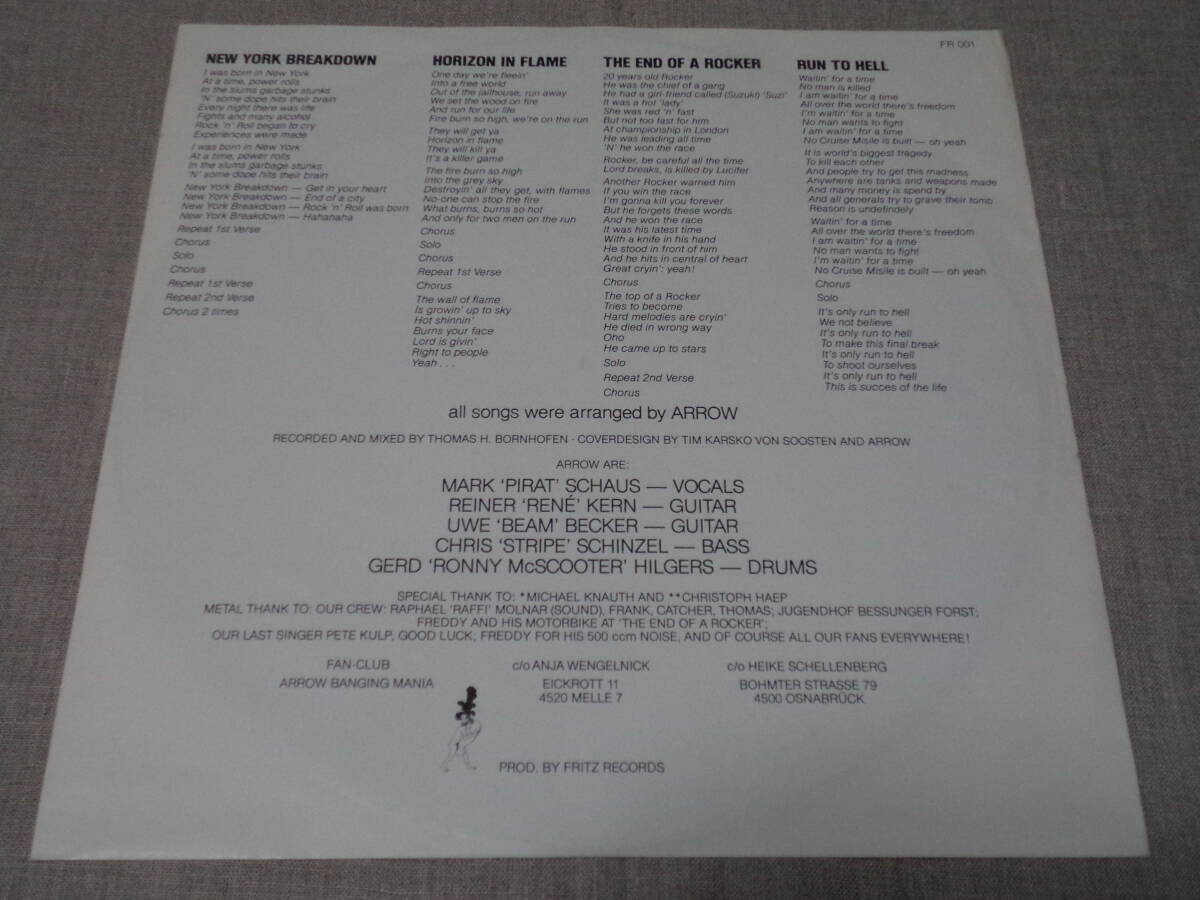 FR 001
NEW YORK BREAKDOWN
I was born in New York
At a time, power rolls
In the slums garbage stunks
'N' some dope hits their brain
Every night there was life
Fights and many alcohol
Rock 'n' Roll began to cry
Experiences were made
I was born in New York
At a time, power rolls
In the slums garbage stunks
'N' some dope hits their brain
New York Breakdown — Get in your heart
New York Breakdown — End of a city
New York Breakdown — Rock 'n' Roll was born
New York Breakdown — Hahahaha
Repeat 1st Verse
Chorus
Solo
Chorus
Repeat 1st Verse
Repeat 2nd Verse
Chorus 2 times
HORIZON IN FLAME
One day we're fleein'
Into a free world
Out of the jailhouse, run away
We set the wood on fire
And run for our life
Fire burn so high, we're on the run
They will get ya
Horizon in flame
They will kill ya
It's a killer game
The fire burn so high
Into the grey sky
Destroyin' all they get, with flames
No-one can stop the fire
What burns, burns so hot
And only for two men on the run
Chorus
Solo
Chorus
Repeat 1st Verse
Chorus
The wall of flame
Is growin' up to sky
Hot shinnin'
Burns your face
Lord is givin'
Right to people
Yeah . . .
THE END OF A ROCKER
20 years old Rocker
He was the chief of a gang
He had a girl-friend called (Suzuki) 'Suzi'
It was a hot 'lady'
She was red 'n' fast
But not too fast for him
At championship in London
He was leading all time
'N' he won the race
Rocker, be careful all the time
Lord breaks, is killed by Lucifer
Another Rocker warned him
If you win the race
I'm gonna kill you forever
But he forgets these words
And he won the race
It was his latest time
With a knife in his hand
He stood in front of him
And he hits in central of heart
Great cryin': yeah!
Chorus
The top of a Rocker
Tries to become
Hard melodies are cryin'
He died in wrong way
Oho
He came up to stars
Solo
Repeat 2nd Verse
Chorus
RUN TO HELL
Waitin' for a time
No man is killed
I am waitin' for a time
All over the world there's freedom
I'm waitin' for a time
No man wants to fight
I am waitin' for a time
No Cruise Misile is built — oh yeah
It is world's biggest tragedy
To kill each other
And people try to get this madness
Anywhere are tanks and weapons made
And many money is spend by
And all generals try to grave their tomb
Reason is undefindely
Waitin' for a time
All over the world there's freedom
I am waitin' for a time
No man wants to fight
I'm waitin' for a time
No Cruise Misile is built — oh yeah
Chorus
Solo
It's only run to hell
We not believe
It's only run to hell
To make this final break
It's only run to hell
To shoot ourselves
It's only run to hell
This is succes of the life
all songs were arranged by ARROW
RECORDED AND MIXED BY THOMAS H. BORNHOFEN · COVERDESIGN BY TIM KARSKO VON SOOSTEN AND ARROW
ARROW ARE:
MARK 'PIRAT' SCHAUS — VOCALS
REINER 'RENÉ' KERN — GUITAR
UWE 'BEAM' BECKER — GUITAR
CHRIS 'STRIPE' SCHINZEL — BASS
GERD 'RONNY McSCOOTER' HILGERS — DRUMS
SPECIAL THANK TO: *MICHAEL KNAUTH AND **CHRISTOPH HAEP
METAL THANK TO: OUR CREW: RAPHAEL 'RAFFI' MOLNAR (SOUND), FRANK, CATCHER, THOMAS; JUGENDHOF BESSUNGER FORST;
FREDDY AND HIS MOTORBIKE AT 'THE END OF A ROCKER';
OUR LAST SINGER PETE KULP, GOOD LUCK; FREDDY FOR HIS 500 ccm NOISE, AND OF COURSE ALL OUR FANS EVERYWHERE!
FAN-CLUB
ARROW BANGING MANIA
c/o ANJA WENGELNICK
EICKROTT 11
4520 MELLE 7
c/o HEIKE SCHELLENBERG
BOHMTER STRASSE 79
4500 OSNABRÜCK
PROD. BY FRITZ RECORDS